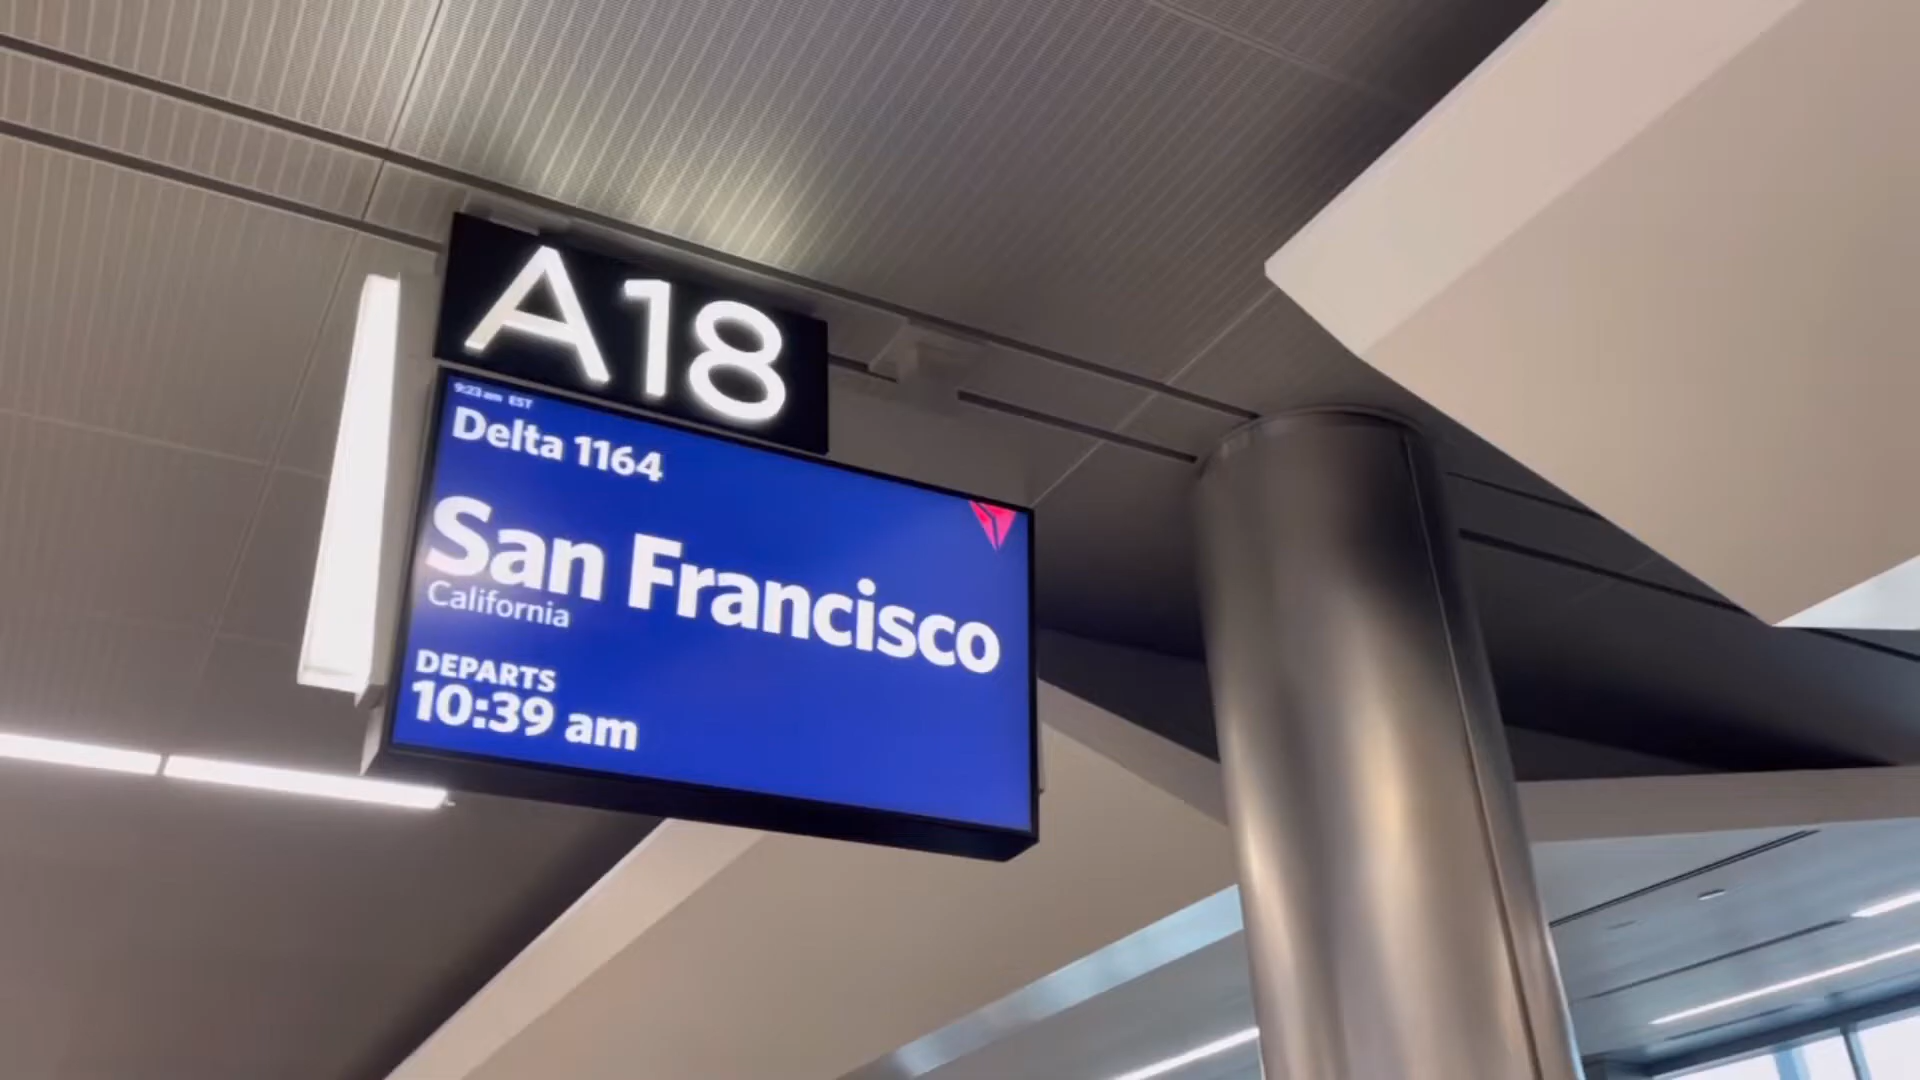 A18
9:23 am EST
Delta 1164
San Francisco
California
DEPARTS
10:39 am